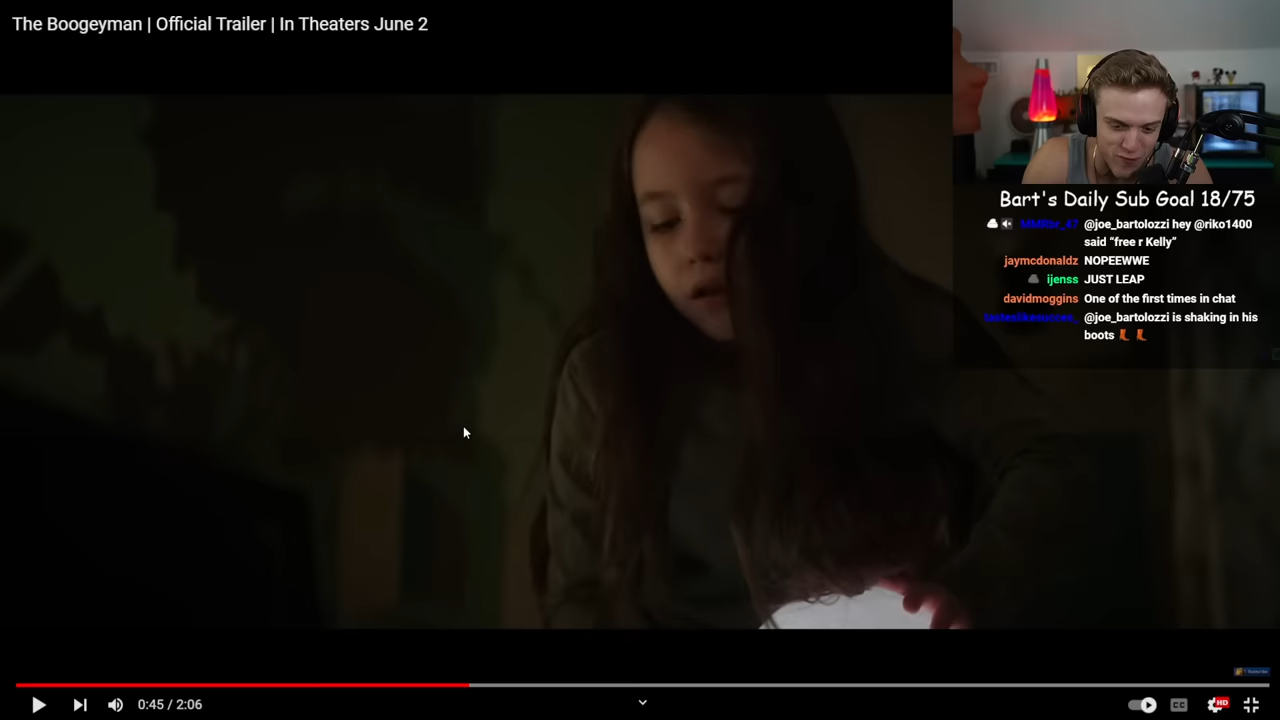 The Boogeyman | Official Trailer | In Theaters June 2
Bart's Daily Sub Goal 18/75
@joe_bartolozzi hey @riko1400
said “free r Kelly”
jaymcdonaldz NOPEEWWE
ijenss JUST LEAP
davidmoggins One of the first times in chat
@joe_bartolozzi is shaking in his
boots
0:45 / 2:06
CC
HD